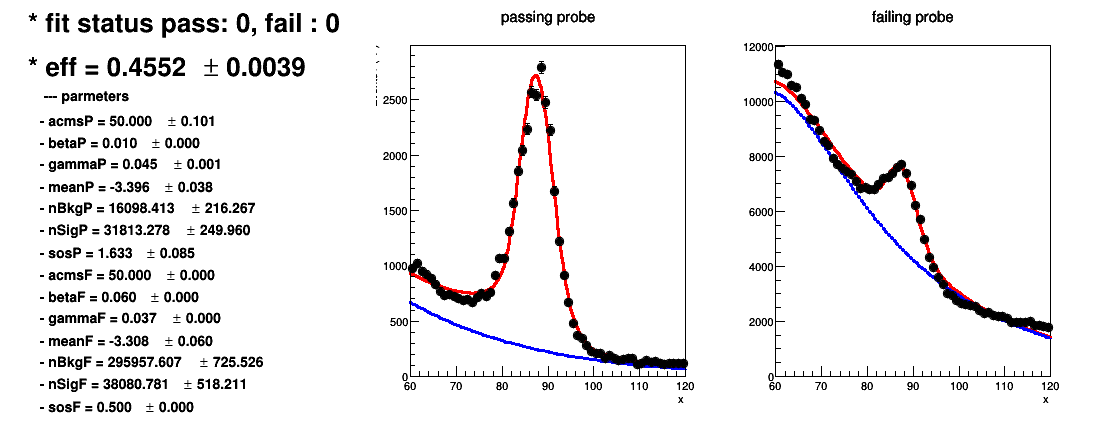 * fit status pass: 0, fail : 0
* eff = 0.4552 ± 0.0039
--- parmeters
- acmsP = 50.000 ± 0.101
- betaP = 0.010 ± 0.000
- gammaP = 0.045 ± 0.001
- meanP = -3.396 ± 0.038
- nBkgP = 16098.413 ± 216.267
- nSigP = 31813.278 ± 249.960
- sosP = 1.633 ± 0.085
- acmsF = 50.000 ± 0.000
- betaF = 0.060 ± 0.000
- gammaF = 0.037 ± 0.000
- meanF = -3.308 ± 0.060
- nBkgF = 295957.607 ± 725.526
- nSigF = 38080.781 ± 518.211
- sosF = 0.500 ± 0.000
passing probe
2500
2000
1500
1000
500
0
60 70 80 90 100 110 120
x
failing probe
12000
10000
8000
6000
4000
2000
0
60 70 80 90 100 110 120
x